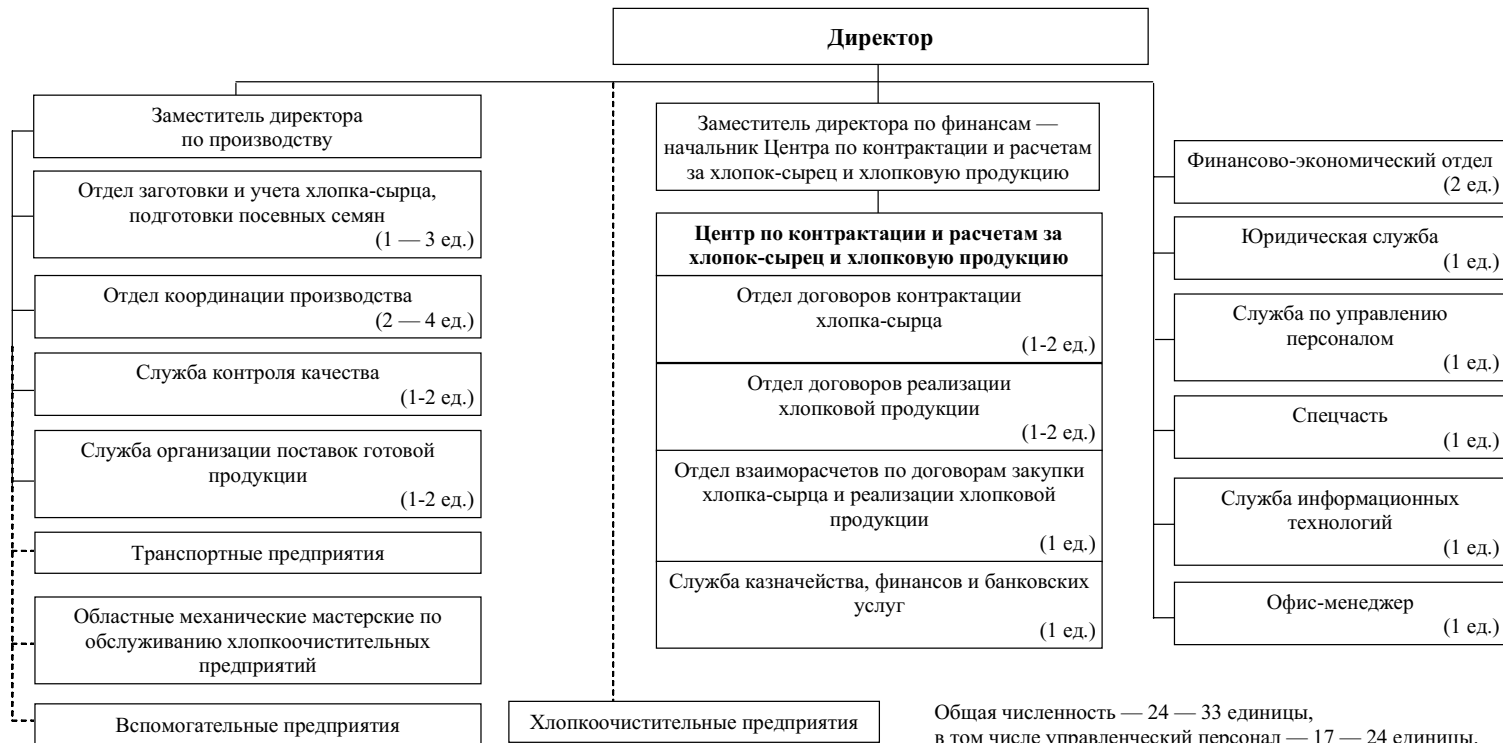 Директор
Заместитель директора
по производству
Отдел заготовки и учета хлопка-сырца,
подготовки посевных семян
(1 — 3 ед.)
Отдел координации производства
(2 — 4 ед.)
Служба контроля качества
(1-2 ед.)
Служба организации поставок готовой
продукции
(1-2 ед.)
Транспортные предприятия
Областные механические мастерские по
обслуживанию хлопкоочистительных
предприятий
Вспомогательные предприятия
Заместитель директора по финансам —
начальник Центра по контрактации и расчетам
за хлопок-сырец и хлопковую продукцию
Центр по контрактации и расчетам за
хлопок-сырец и хлопковую продукцию
Отдел договоров контрактации
хлопка-сырца
(1-2 ед.)
Отдел договоров реализации
хлопковой продукции
(1-2 ед.)
Отдел взаиморасчетов по договорам закупки
хлопка-сырца и реализации хлопковой
продукции
(1 ед.)
Служба казначейства, финансов и банковских
услуг
(1 ед.)
Хлопкоочистительные предприятия
Финансово-экономический отдел
(2 ед.)
Юридическая служба
(1 ед.)
Служба по управлению
персоналом
(1 ед.)
Спецчасть
(1 ед.)
Служба информационных
технологий
(1 ед.)
Офис-менеджер
(1 ед.)
Общая численность — 24 — 33 единицы,
в том числе управленческий персонал — 17 — 24 единицы.